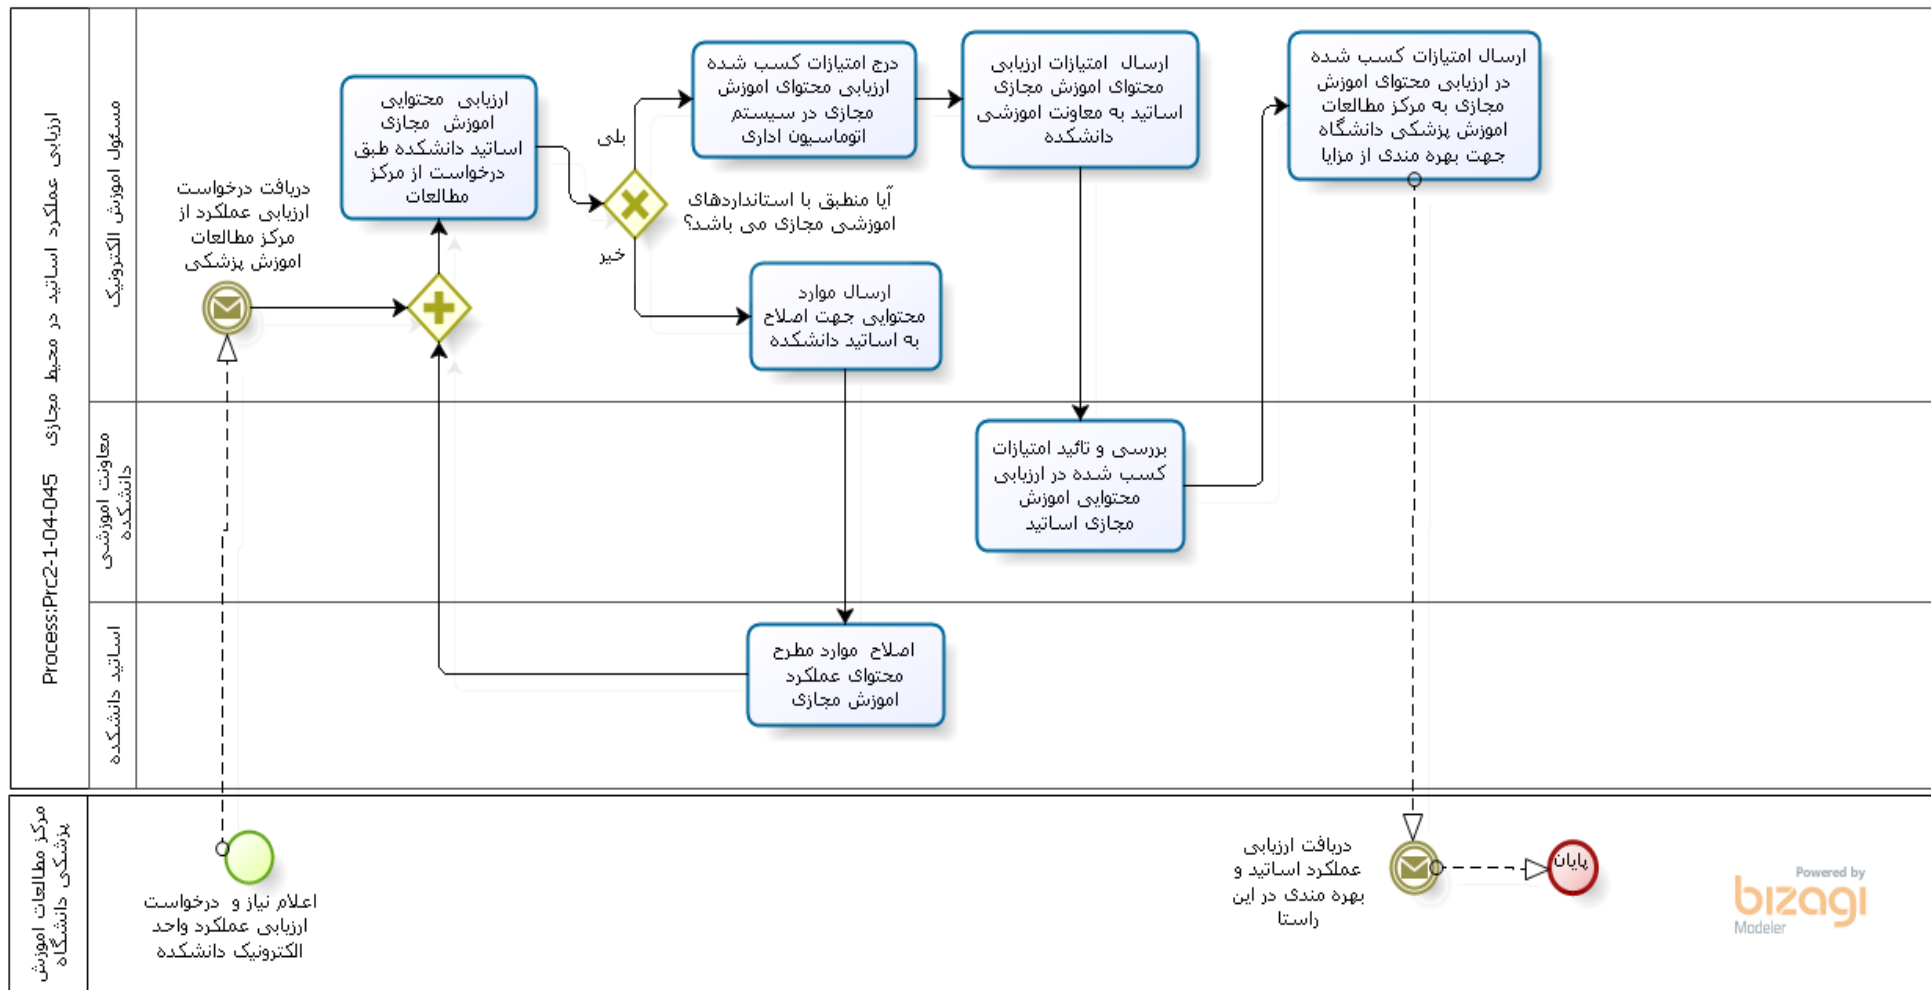 ارزیابی عملکرد اساتید در محیط مجازی
Process:Prc2-1-04-045
مسئول اموزش الکترونیک
معاونت اموزشی
دانشکده
اساتید دانشکده
مرکز مطالعات اموزش
پزشکی دانشگاه
دریافت درخواست
ارزیابی عملکرد از
مرکز مطالعات
اموزش پزشکی
ارزیابی محتوایی
اموزش مجازی
اساتید دانشکده طبق
درخواست از مرکز
مطالعات
بلی
خیر
آیا منطبق با استانداردهای
اموزشی مجازی می باشد؟
درج امتیازات کسب شده
ارزیابی محتوای اموزش
مجازی در سیستم
اتوماسیون اداری
ارسال امتیازات ارزیابی
محتوای اموزش مجازی
اساتید به معاونت اموزشی
دانشکده
ارسال امتیازات کسب شده
در ارزیابی محتوای اموزش
مجازی به مرکز مطالعات
اموزش پزشکی دانشگاه
جهت بهره مندی از مزایا
ارسال موارد
محتوایی جهت اصلاح
به اساتید دانشکده
بررسی و تائید امتیازات
کسب شده در ارزیابی
محتوایی اموزش
مجازی اساتید
اصلاح موارد مطرح
محتوای عملکرد
اموزش مجازی
اعلام نیاز و درخواست
ارزیابی عملکرد واحد
الکترونیک دانشکده
دریافت ارزیابی
عملکرد اساتید و
بهره مندی در این
راستا
پایان
Powered by
bizagi
Modeler